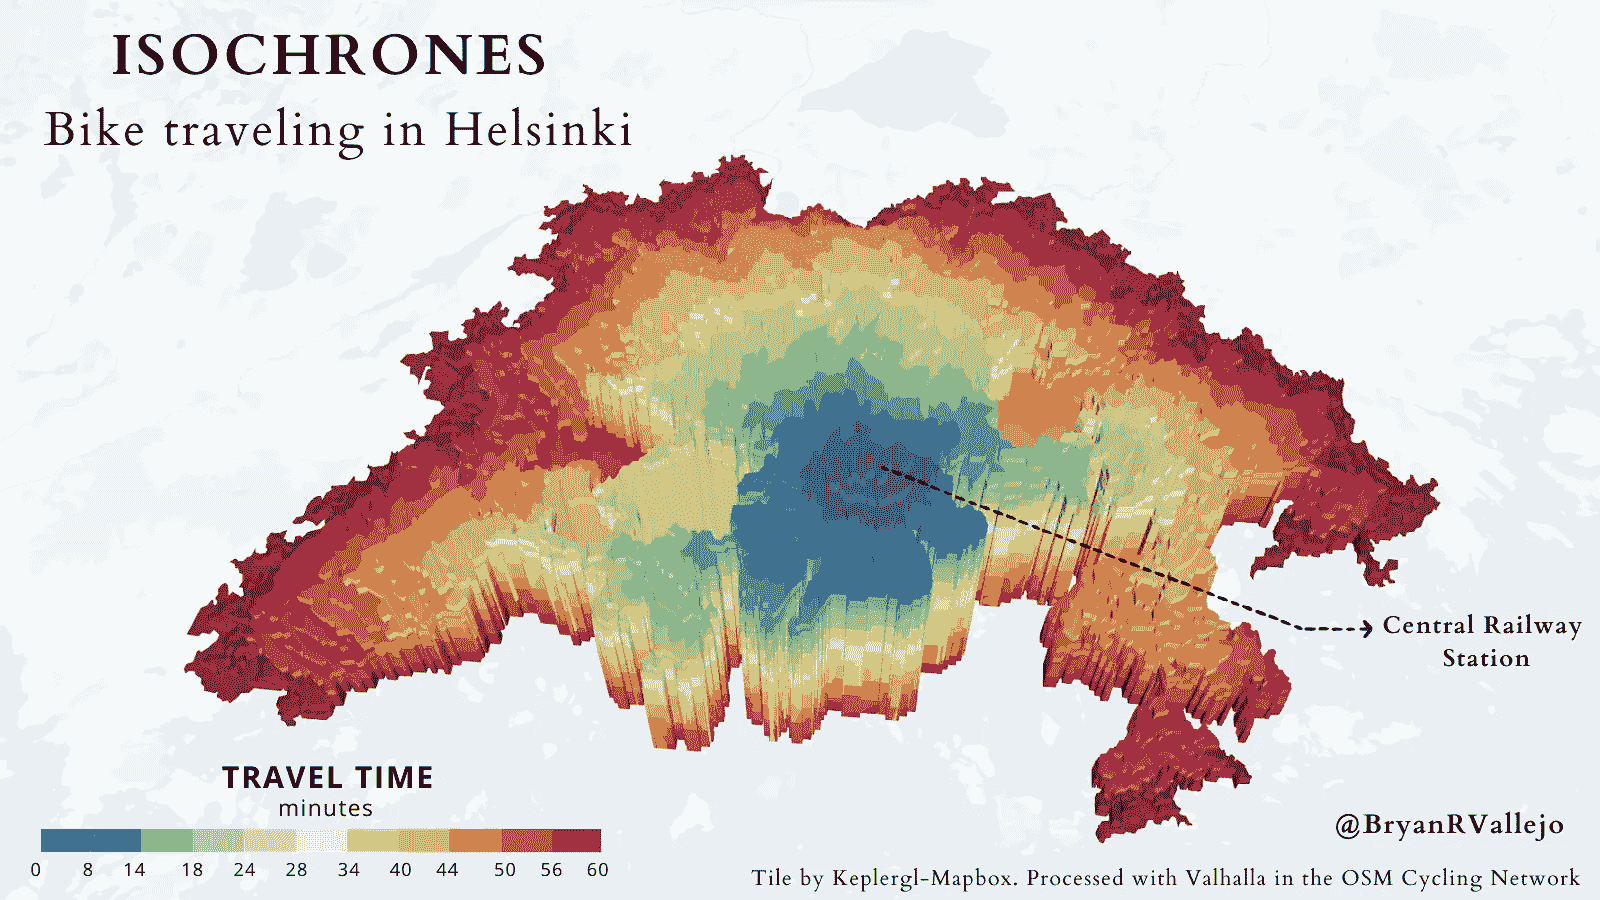 ISOCHRONES
Bike traveling in Helsinki
Central Railway
Station
TRAVEL TIME
minutes
0 8 14 18 24 28 34 40 44 50 56 60
@BryanRVallejo
Tile by Keplergl-Mapbox. Processed with Valhalla in the OSM Cycling Network